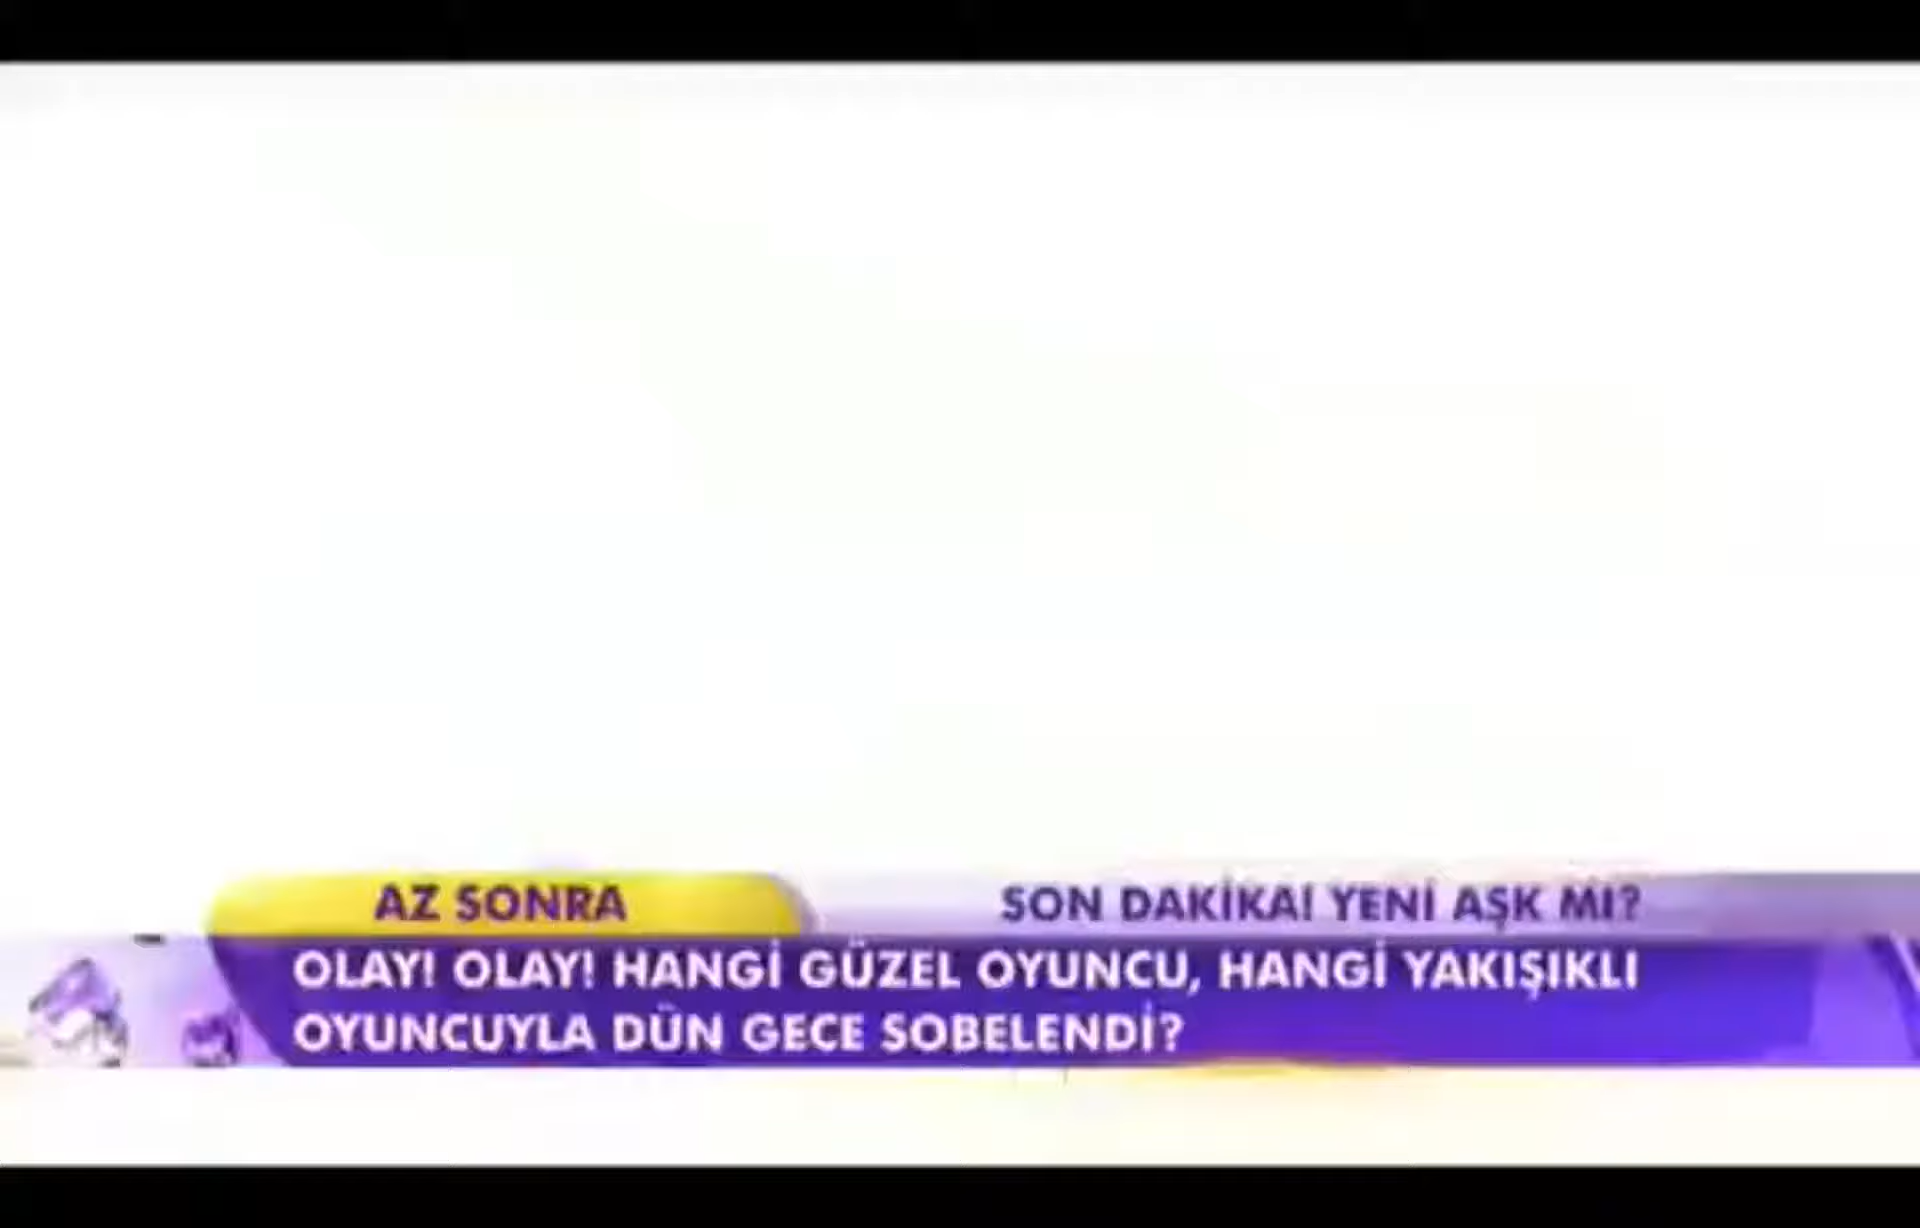 AZ SONRA
SON DAKİKA! YENİ AŞK MI?
OLAY! OLAY! HANGİ GÜZEL OYUNCU, HANGİ YAKIŞIKLI
OYUNCUYLA DÜN GECE SOBELENDİ?